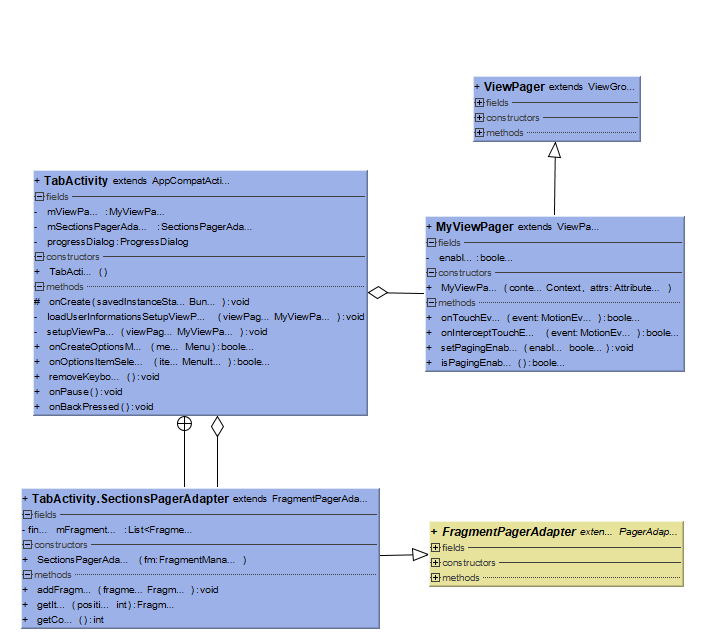 + ViewPager extends ViewGro...
fields
constructors
methods
+ TabActivity extends AppCompatActi...
fields
- mViewPa... : MyViewPa...
- mSectionsPagerAda... : SectionsPagerAda...
- progressDialog : ProgressDialog
constructors
+ TabActi... ( )
methods
# onCreate ( savedInstanceSta... Bun... ) : void
- loadUserInformationsSetupViewP... ( viewPag... MyViewPa... ) : void
- setupViewPa... ( viewPag... MyViewPa... ) : void
+ onCreateOptionsM... ( me... Menu ) : boole...
+ onOptionsItemSele... ( ite... MenuIt... ) : boole...
+ removeKeybo... ( ) : void
+ onPause ( ) : void
+ onBackPressed ( ) : void
+ MyViewPager extends ViewPa...
fields
- enabl... : boole...
constructors
+ MyViewPa... ( conte... Context, attrs: Attribute... )
methods
+ onTouchEv... ( event: MotionEv... ) : boole...
+ onInterceptTouchE... ( event: MotionEv... ) : boole...
+ setPagingEnab... ( enabl... boole... ) : void
+ isPagingEnab... ( ) : boole...
+ TabActivity.SectionsPagerAdapter extends FragmentPagerAda...
fields
- fin... mFragment... : List<Fragme...
constructors
+ SectionsPagerAda... ( fm: FragmentMana... )
methods
+ addFragm... ( fragme... Fragm... ) : void
+ getIt... ( positi... int ) : Fragm...
+ getCo... ( ) : int
+ FragmentPagerAdapter exten... PagerAdap...
fields
constructors
methods